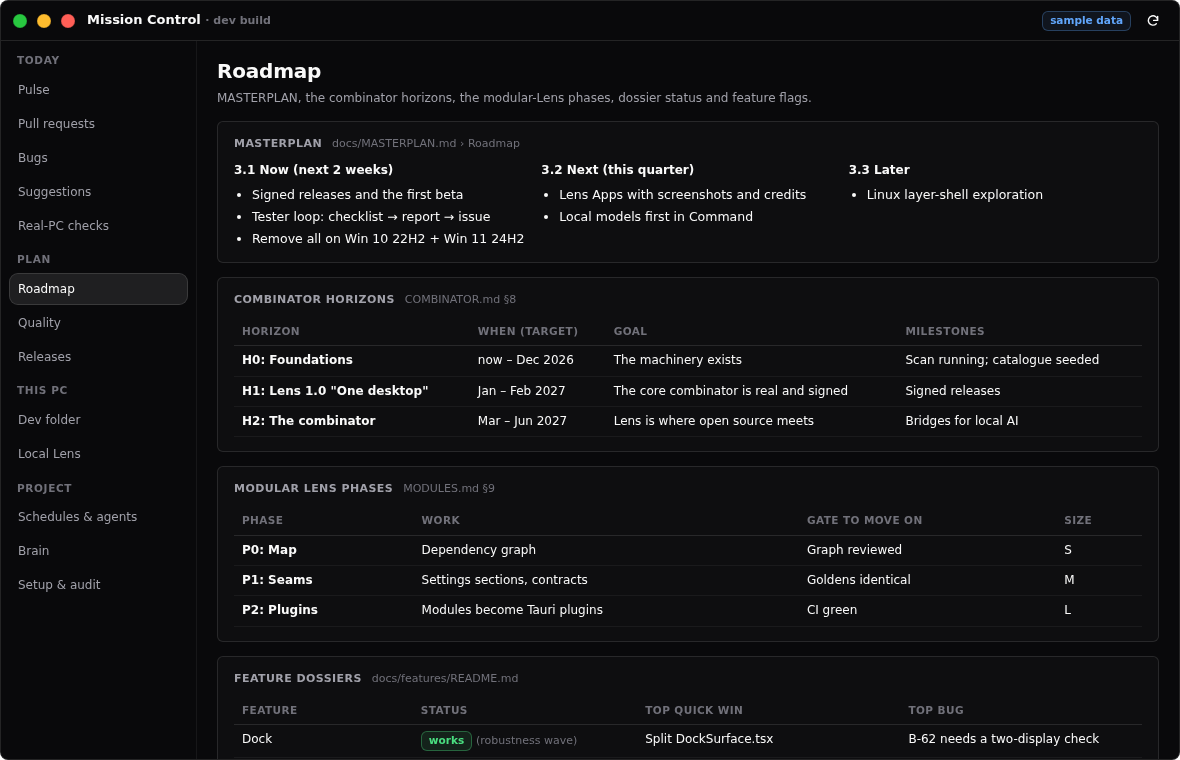 Mission Control · dev build
sample data
TODAY
Pulse
Pull requests
Bugs
Suggestions
Real-PC checks
PLAN
Roadmap
Quality
Releases
THIS PC
Dev folder
Local Lens
PROJECT
Schedules & agents
Brain
Setup & audit
Roadmap
MASTERPLAN, the combinator horizons, the modular-Lens phases, dossier status and feature flags.
MASTERPLAN docs/MASTERPLAN.md › Roadmap
3.1 Now (next 2 weeks)
• Signed releases and the first beta
• Tester loop: checklist → report → issue
• Remove all on Win 10 22H2 + Win 11 24H2
3.2 Next (this quarter)
• Lens Apps with screenshots and credits
• Local models first in Command
3.3 Later
• Linux layer-shell exploration
COMBINATOR HORIZONS COMBINATOR.md §8
HORIZON WHEN (TARGET) GOAL MILESTONES
H0: Foundations now – Dec 2026 The machinery exists Scan running; catalogue seeded
H1: Lens 1.0 "One desktop" Jan – Feb 2027 The core combinator is real and signed Signed releases
H2: The combinator Mar – Jun 2027 Lens is where open source meets Bridges for local AI
MODULAR LENS PHASES MODULES.md §9
PHASE WORK GATE TO MOVE ON SIZE
P0: Map Dependency graph Graph reviewed S
P1: Seams Settings sections, contracts Goldens identical M
P2: Plugins Modules become Tauri plugins CI green L
FEATURE DOSSIERS docs/features/README.md
FEATURE STATUS TOP QUICK WIN TOP BUG
Dock works (robustness wave) Split DockSurface.tsx B-62 needs a two-display check